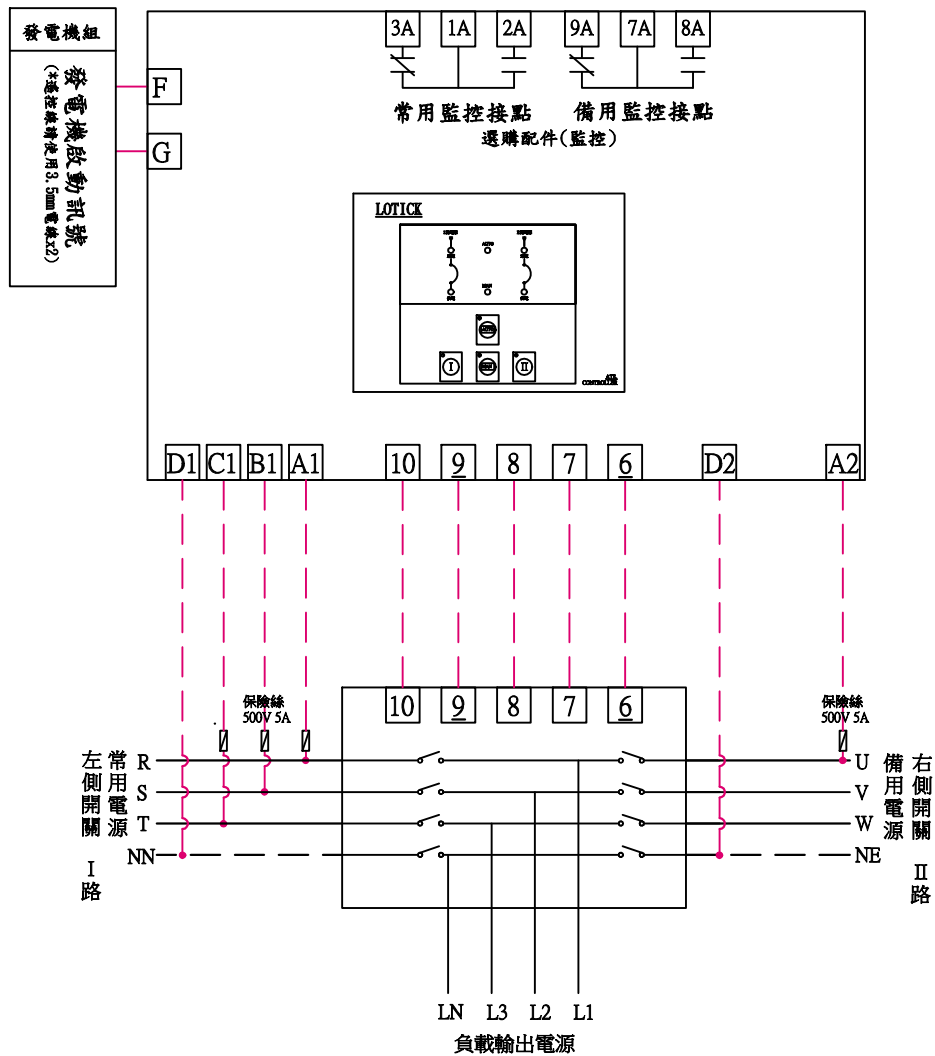 發電機組
發電機啟動訊號
(*遙控線請使用3.5mm電線x2)
F
G
3A 1A 2A 9A 7A 8A
常用監控接點 備用監控接點
選購配件(監控)
LOTICK
AUTO
I
II
ATS
CONTROLLER
D1 C1 B1 A1 10 9 8 7 6 D2 A2
10 9 8 7 6
保險絲
500V 5A
保險絲
500V 5A
左側開關
I路
常用電源
R
S
T
NN
U
V
W
NE
備用電源
右側開關
II路
LN L3 L2 L1
負載輸出電源